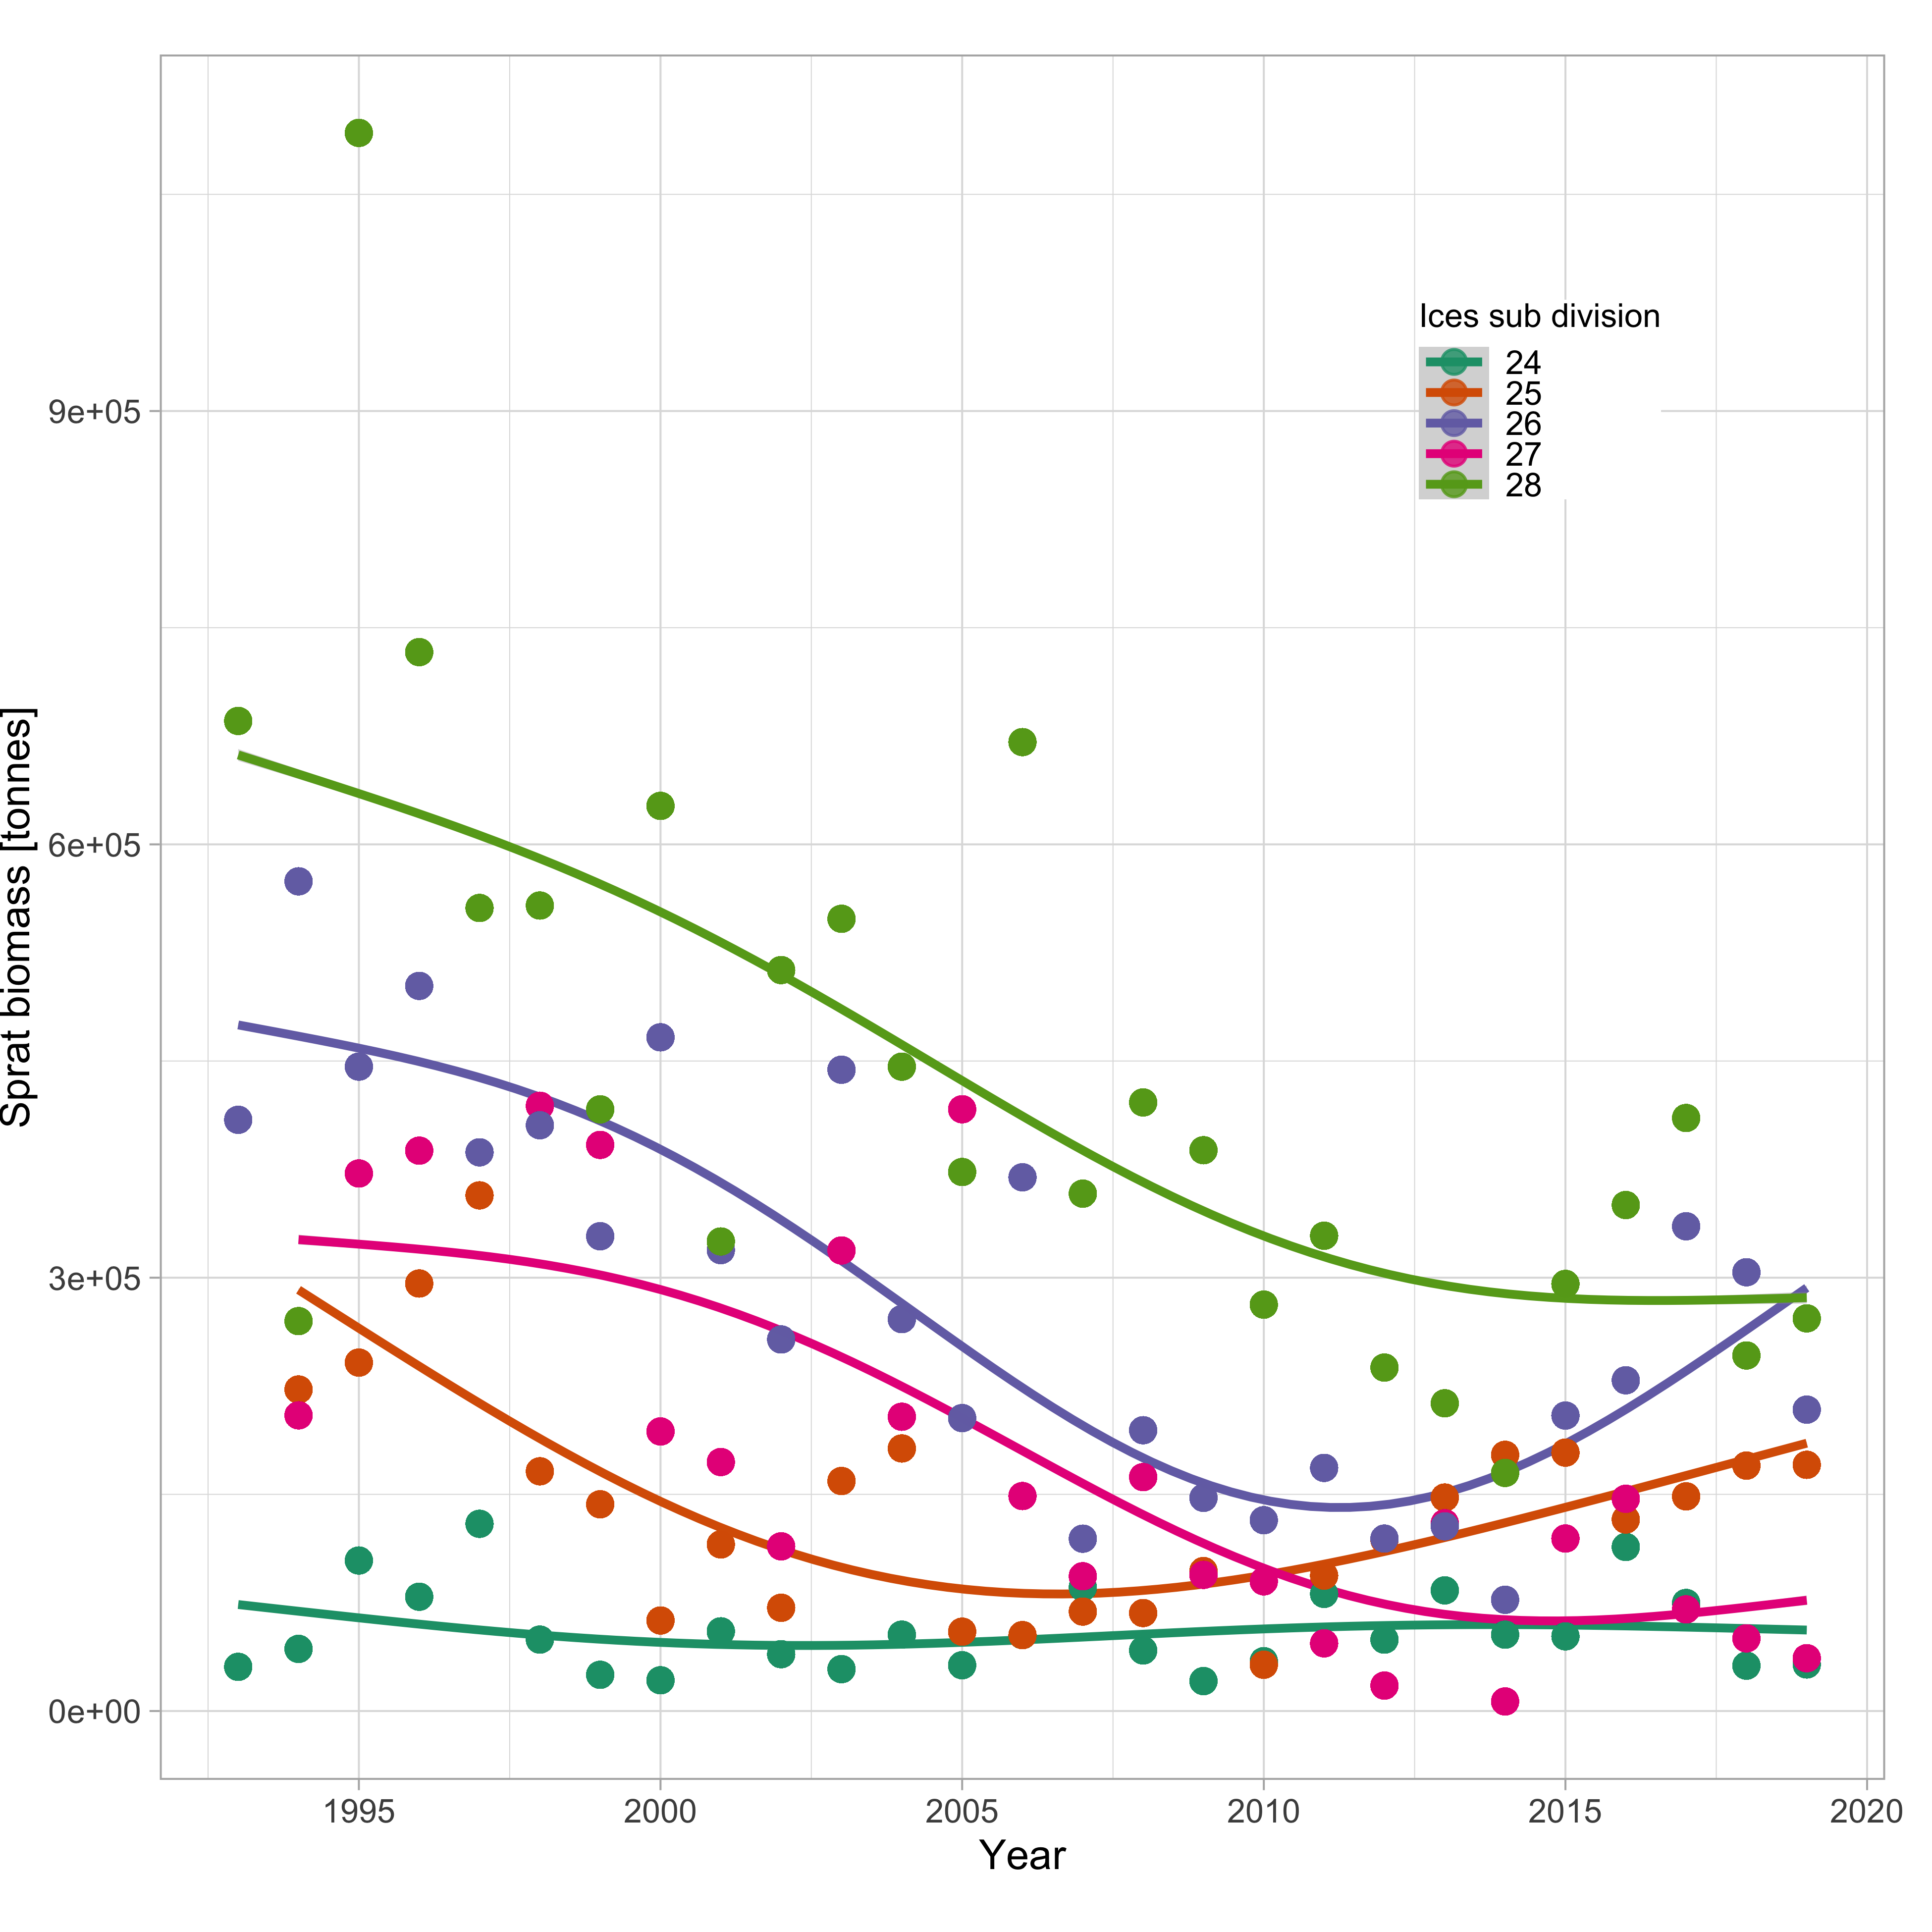 Ices sub division
24
25
26
27
28
9e+05
6e+05
3e+05
0e+00
Sprat biomass [tonnes]
1995 2000 2005 2010 2015 2020
Year